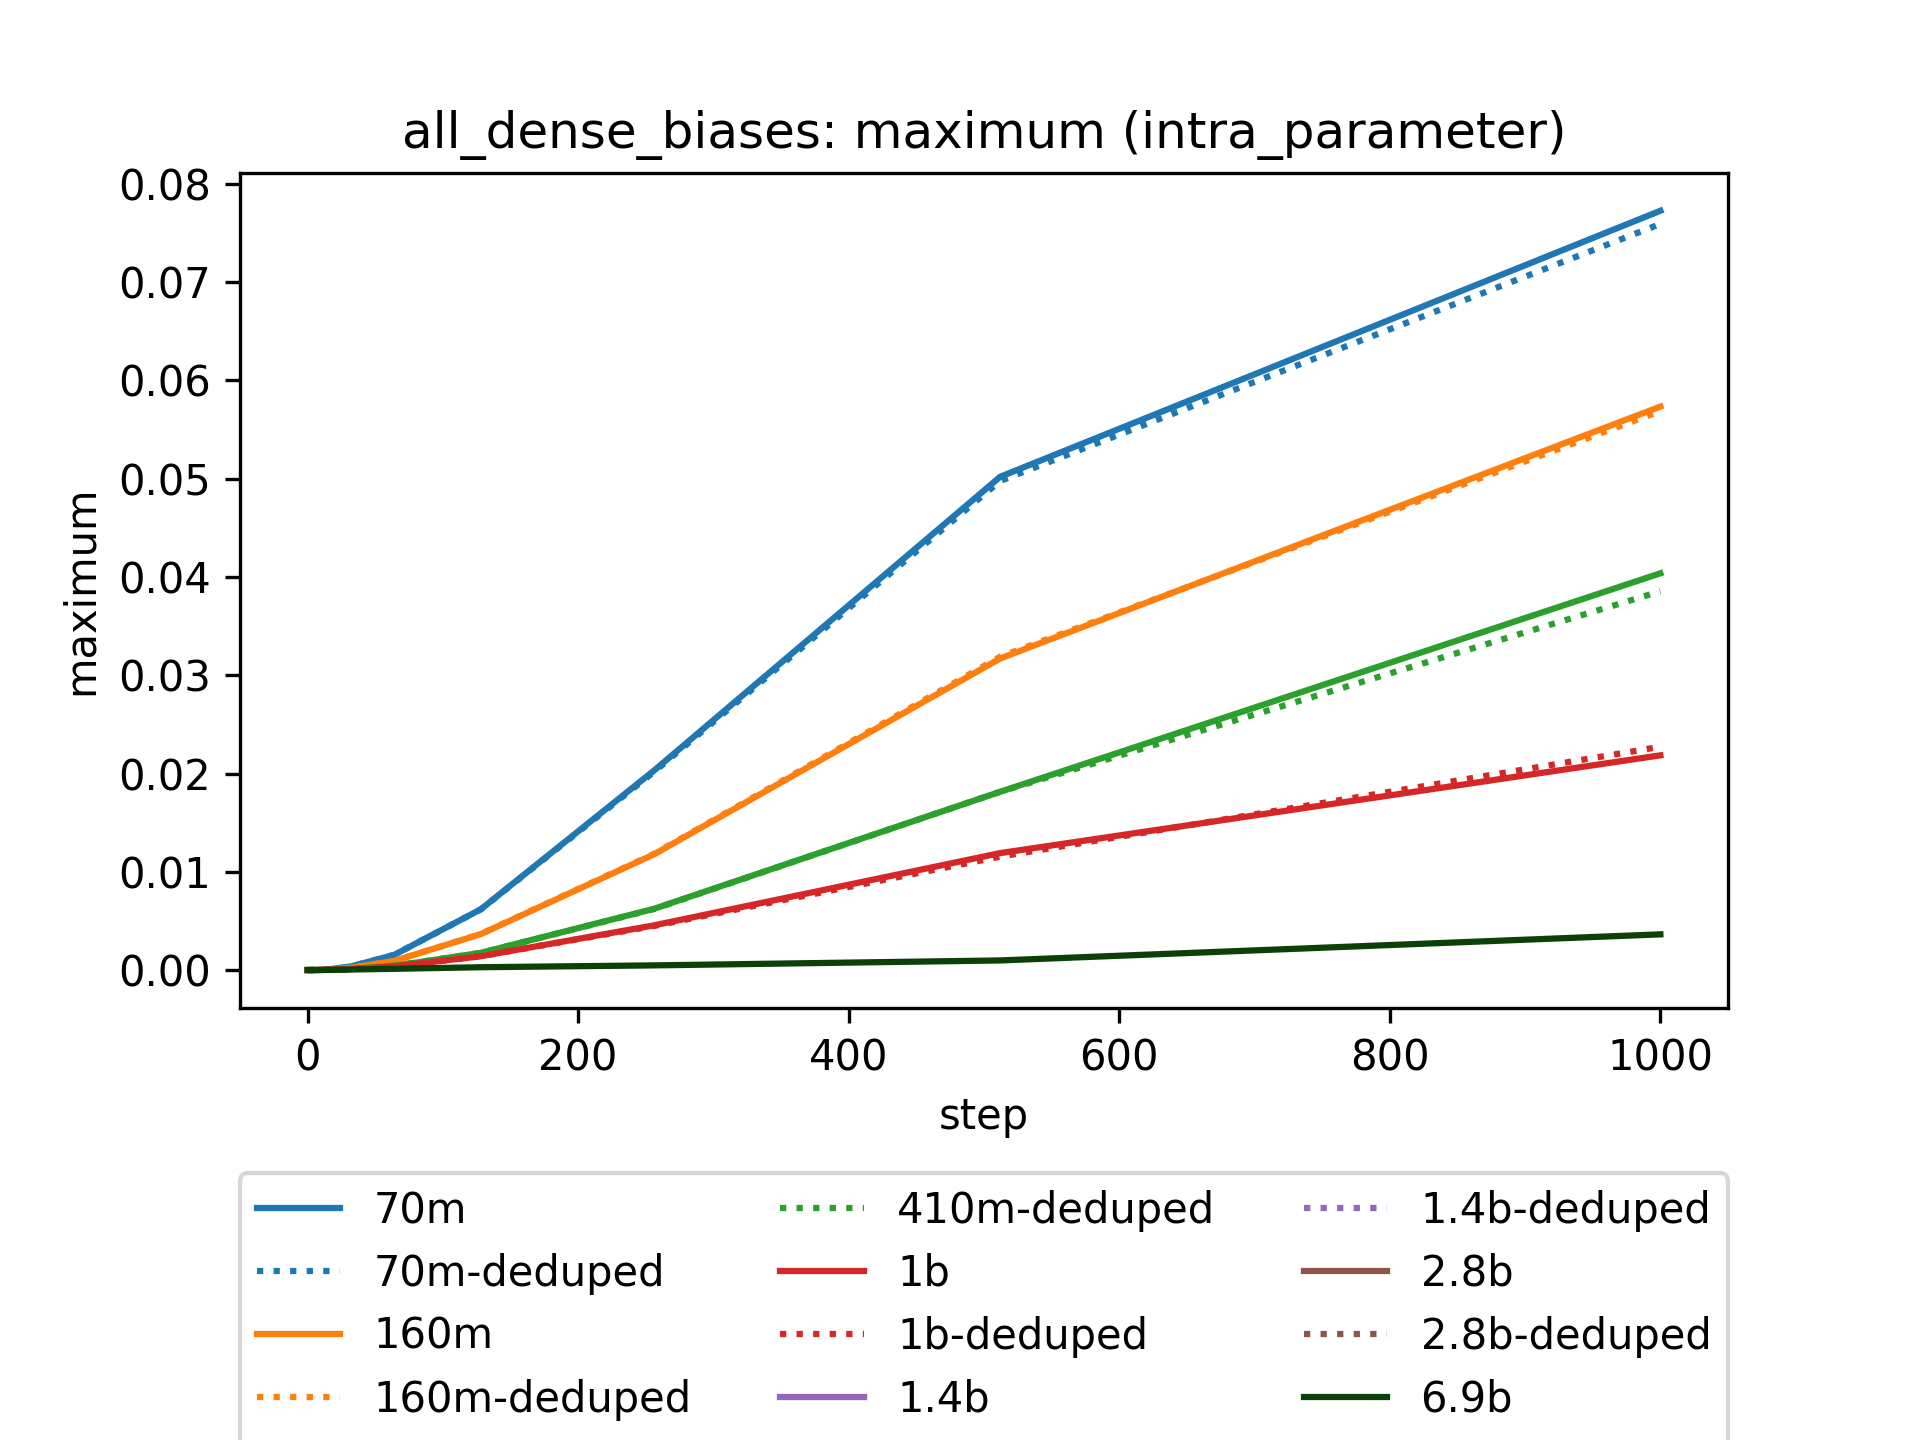 all_dense_biases: maximum (intra_parameter)
maximum
0.08
0.07
0.06
0.05
0.04
0.03
0.02
0.01
0.00
0 200 400 600 800 1000
step
70m 410m-deduped 1.4b-deduped
70m-deduped 1b 2.8b
160m 1b-deduped 2.8b-deduped
160m-deduped 1.4b 6.9b